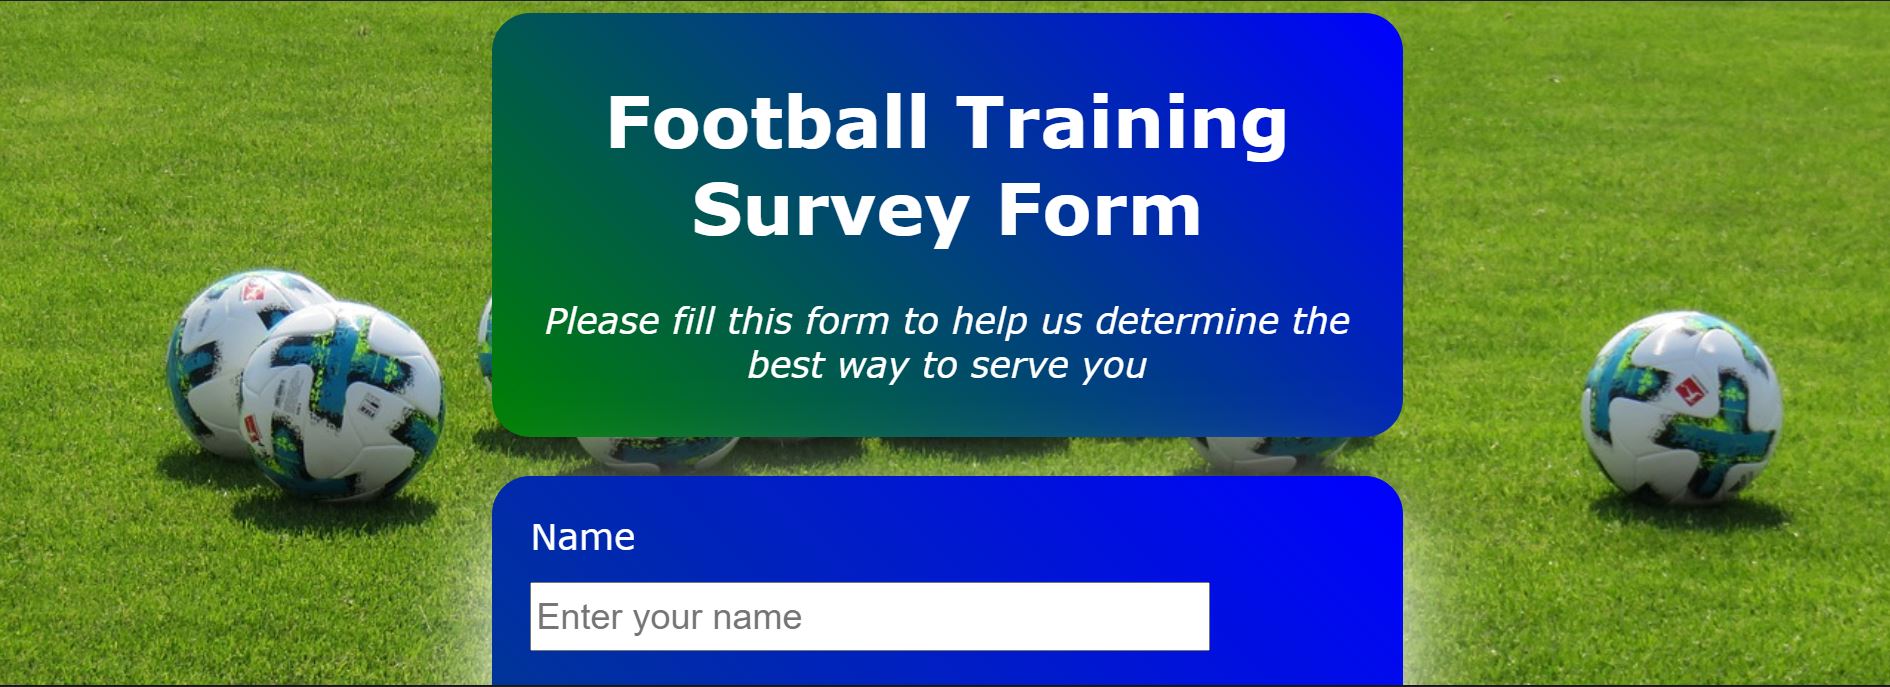 Football Training
Survey Form
Please fill this form to help us determine the
best way to serve you
Name
Enter your name